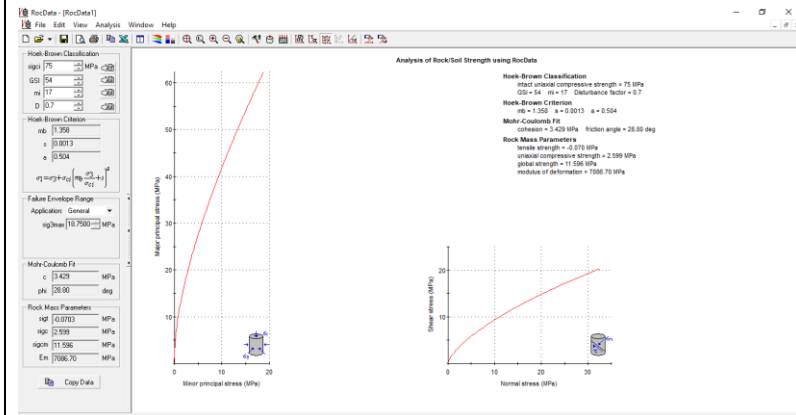 RocData - [RocData1]
File Edit View Analysis Window Help
Hoek-Brown Classification
sigci 75 MPa
GSI 54
mi 17
D 0.7
Hoek-Brown Criterion
mb 1.358
s 0.0013
a 0.504
σ1=σ3+σci(mb σ3/σci+s)^a
Failure Envelope Range
Application: General
sig3max 18.7500 MPa
Mohr-Coulomb Fit
c 3.429 MPa
phi 28.80 deg
Rock Mass Parameters
sigt -0.0703 MPa
sigc 2.599 MPa
sigcm 11.596 MPa
Em 7086.70 MPa
Copy Data
Analysis of Rock/Soil Strength using RocData
Hoek-Brown Classification
intact uniaxial compressive strength = 75 MPa
GSI = 54 mi = 17 Disturbance factor = 0.7
Hoek-Brown Criterion
mb = 1.358 s = 0.0013 a = 0.504
Mohr-Coulomb Fit
cohesion = 3.429 MPa friction angle = 28.80 deg
Rock Mass Parameters
tensile strength = -0.070 MPa
uniaxial compressive strength = 2.599 MPa
global strength = 11.596 MPa
modulus of deformation = 7086.70 MPa
Major principal stress (MPa)
60
50
40
30
20
10
0 10 20
Minor principal stress (MPa)
Shear stress (MPa)
20
10
0 10 20 30
Normal stress (MPa)